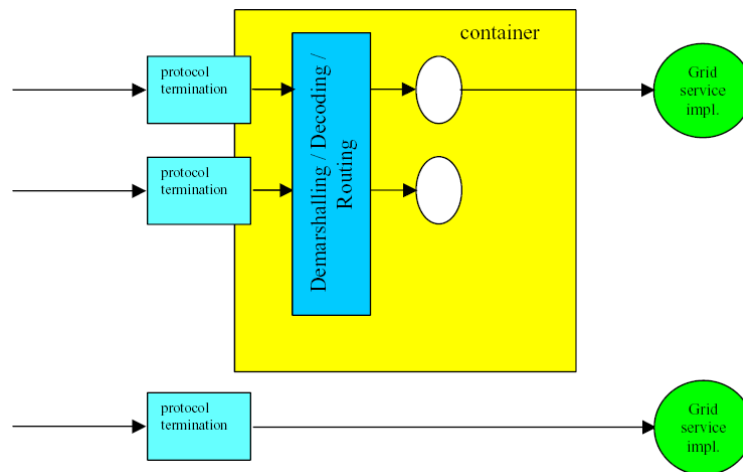 container
protocol
termination
Grid
service
impl.
Demarshalling / Decoding /
Routing
protocol
termination
protocol
termination
Grid
service
impl.